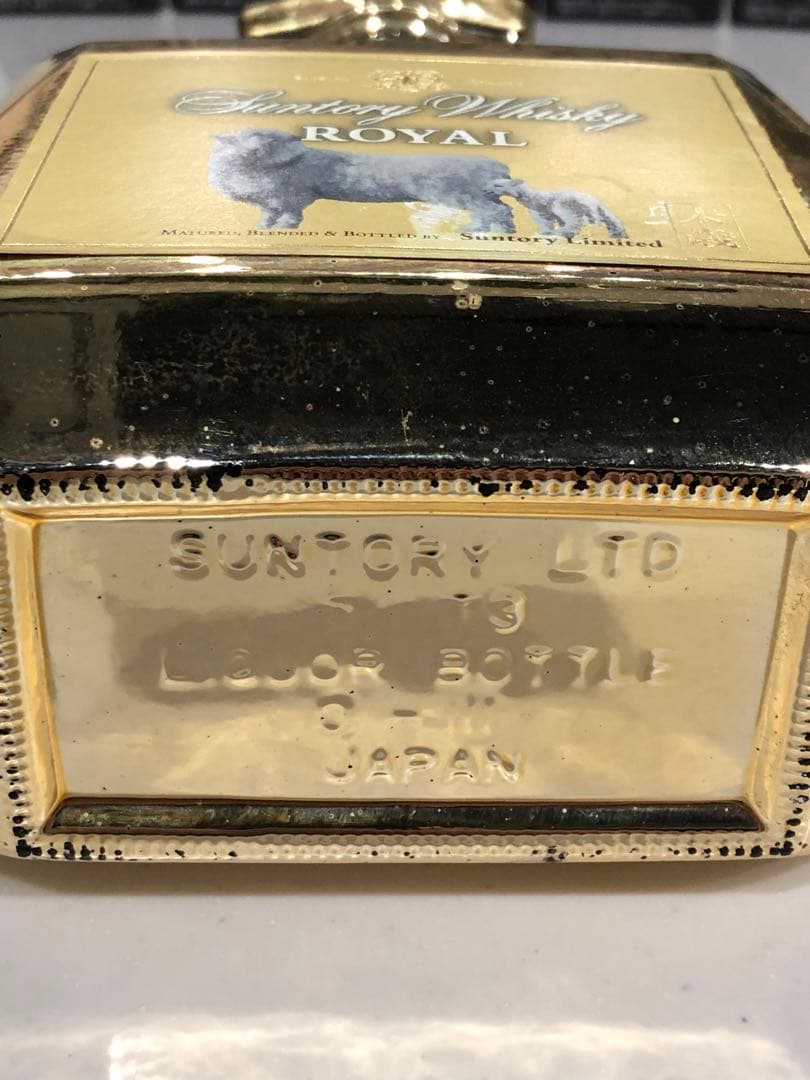 Suntory Whisky
ROYAL
MATURED, BLENDED & BOTTLED BY Suntory Limited
SUNTORY LTD
LIQUOR BOTTLE
JAPAN